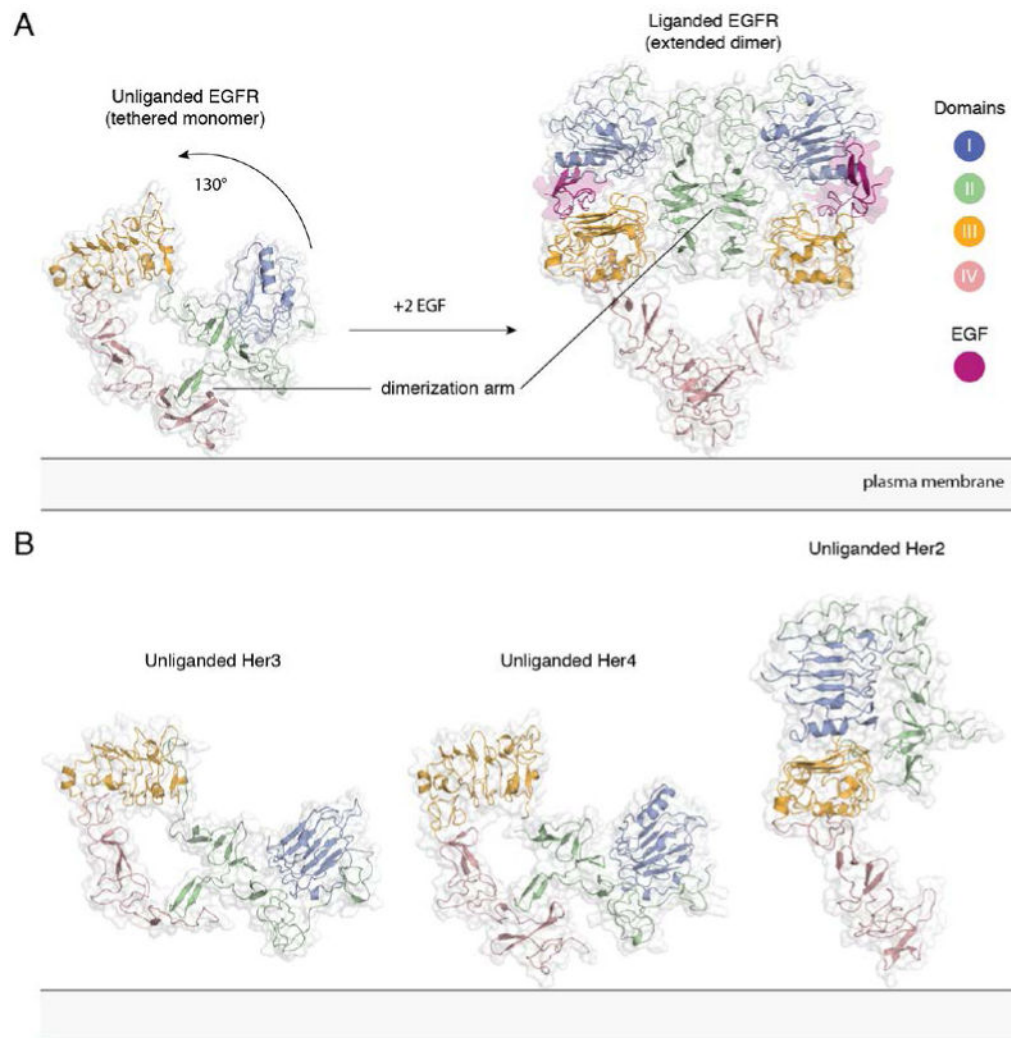 A
Unliganded EGFR
(tethered monomer)
130°
Liganded EGFR
(extended dimer)
Domains
I
II
III
IV
EGF
+2 EGF
dimerization arm
plasma membrane
B
Unliganded Her2
Unliganded Her3
Unliganded Her4